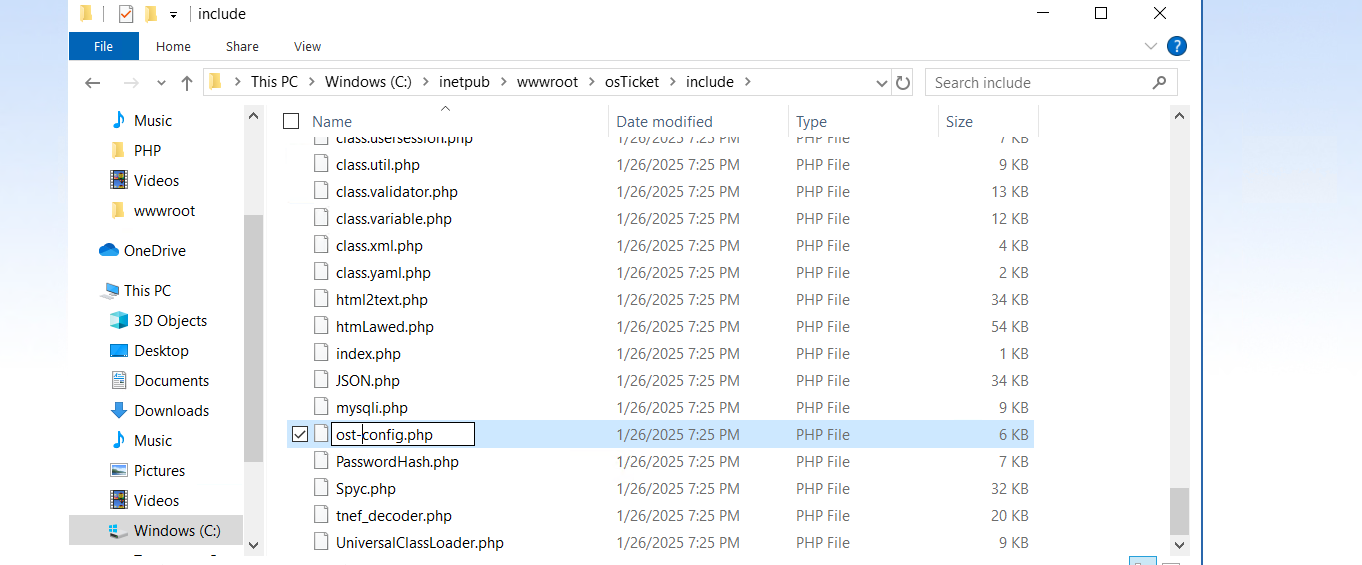 include
File Home Share View
This PC Windows (C:) inetpub wwwroot osTicket include
Search include
Music
PHP
Videos
wwwroot
OneDrive
This PC
3D Objects
Desktop
Documents
Downloads
Music
Pictures
Videos
Windows (C:)
Name Date modified Type Size
class.usersession.php 1/26/2025 7:25 PM PHP File 7 KB
class.util.php 1/26/2025 7:25 PM PHP File 9 KB
class.validator.php 1/26/2025 7:25 PM PHP File 13 KB
class.variable.php 1/26/2025 7:25 PM PHP File 12 KB
class.xml.php 1/26/2025 7:25 PM PHP File 4 KB
class.yaml.php 1/26/2025 7:25 PM PHP File 2 KB
html2text.php 1/26/2025 7:25 PM PHP File 34 KB
htmLawed.php 1/26/2025 7:25 PM PHP File 54 KB
index.php 1/26/2025 7:25 PM PHP File 1 KB
JSON.php 1/26/2025 7:25 PM PHP File 34 KB
mysqli.php 1/26/2025 7:25 PM PHP File 9 KB
ost-config.php 1/26/2025 7:25 PM PHP File 6 KB
PasswordHash.php 1/26/2025 7:25 PM PHP File 7 KB
Spyc.php 1/26/2025 7:25 PM PHP File 32 KB
tnef_decoder.php 1/26/2025 7:25 PM PHP File 20 KB
UniversalClassLoader.php 1/26/2025 7:25 PM PHP File 9 KB